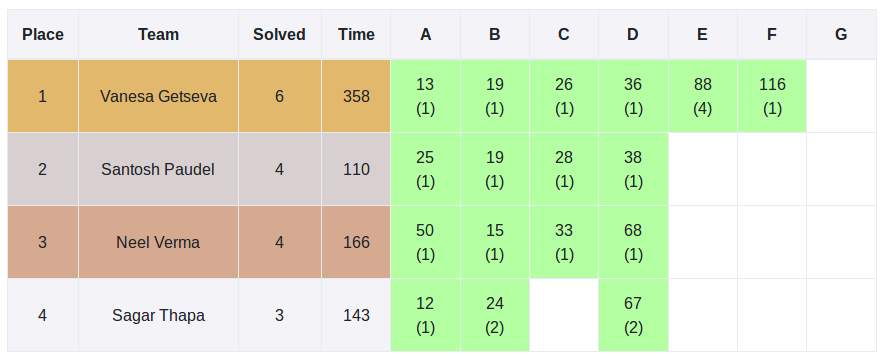 Place Team Solved Time A B C D E F G
1 Vanesa Getseva 6 358 13 19 26 36 88 116
(1) (1) (1) (1) (4) (1)
2 Santosh Paudel 4 110 25 19 28 38
(1) (1) (1) (1)
3 Neel Verma 4 166 50 15 33 68
(1) (1) (1) (1)
4 Sagar Thapa 3 143 12 24 67
(1) (2) (2)